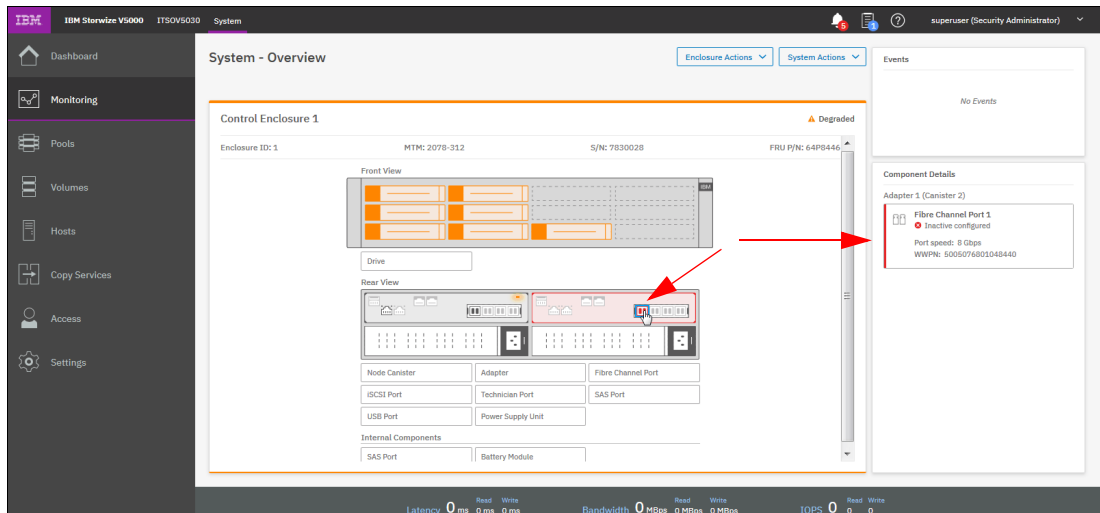 IBM IBM Storwize V5000 ITSOV5030 System 5 1 ? superuser (Security Administrator)
Dashboard
Monitoring
Pools
Volumes
Hosts
Copy Services
Access
Settings
System - Overview
Enclosure Actions
System Actions
Control Enclosure 1
Degraded
Enclosure ID: 1 MTM: 2078-312 S/N: 7830028 FRU P/N: 64P8446
Front View
IBM
Drive
Rear View
Node Canister Adapter Fibre Channel Port
iSCSI Port Technician Port SAS Port
USB Port Power Supply Unit
Internal Components
SAS Port Battery Module
Events
No Events
Component Details
Adapter 1 (Canister 2)
Fibre Channel Port 1
Inactive configured
Port speed: 8 Gbps
WWPN: 5005076801048440
Read Write Read Write Read Write
Latency 0 ms 0 ms 0 ms Bandwidth 0 MBps 0 MBps 0 MBps IOPS 0 0 0